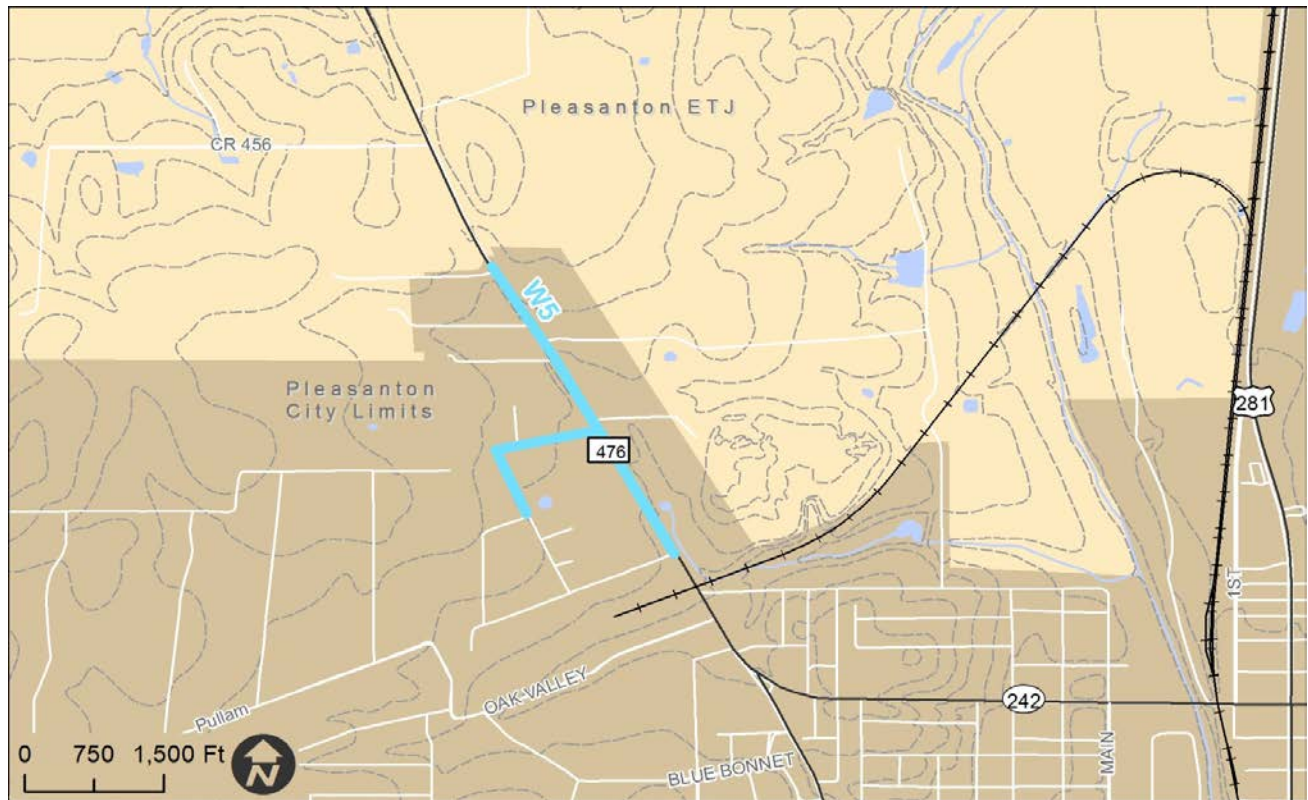 Pleasanton ETJ
CR 456
W5
Pleasanton
City Limits
281
476
1ST
OAK VALLEY
242
Pullam
MAIN
BLUE BONNET
0 750 1,500 Ft
N